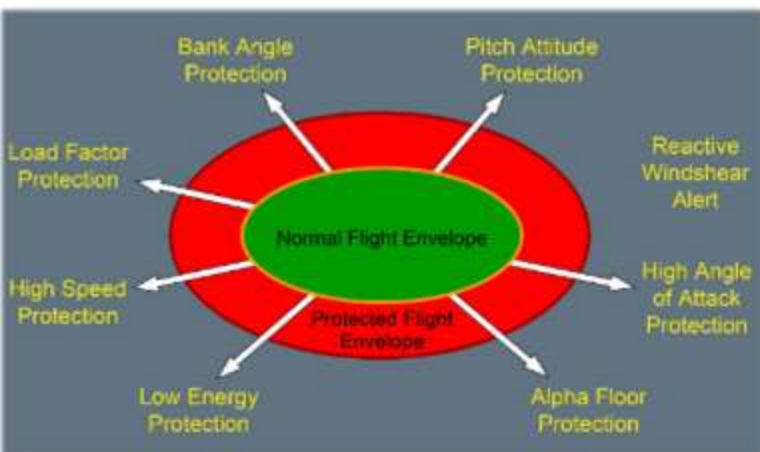 Bank Angle
Protection
Pitch Attitude
Protection
Load Factor
Protection
Reactive
Windshear
Alert
Normal Flight Envelope
High Speed
Protection
High Angle
of Attack
Protection
Protected Flight
Envelope
Low Energy
Protection
Alpha Floor
Protection